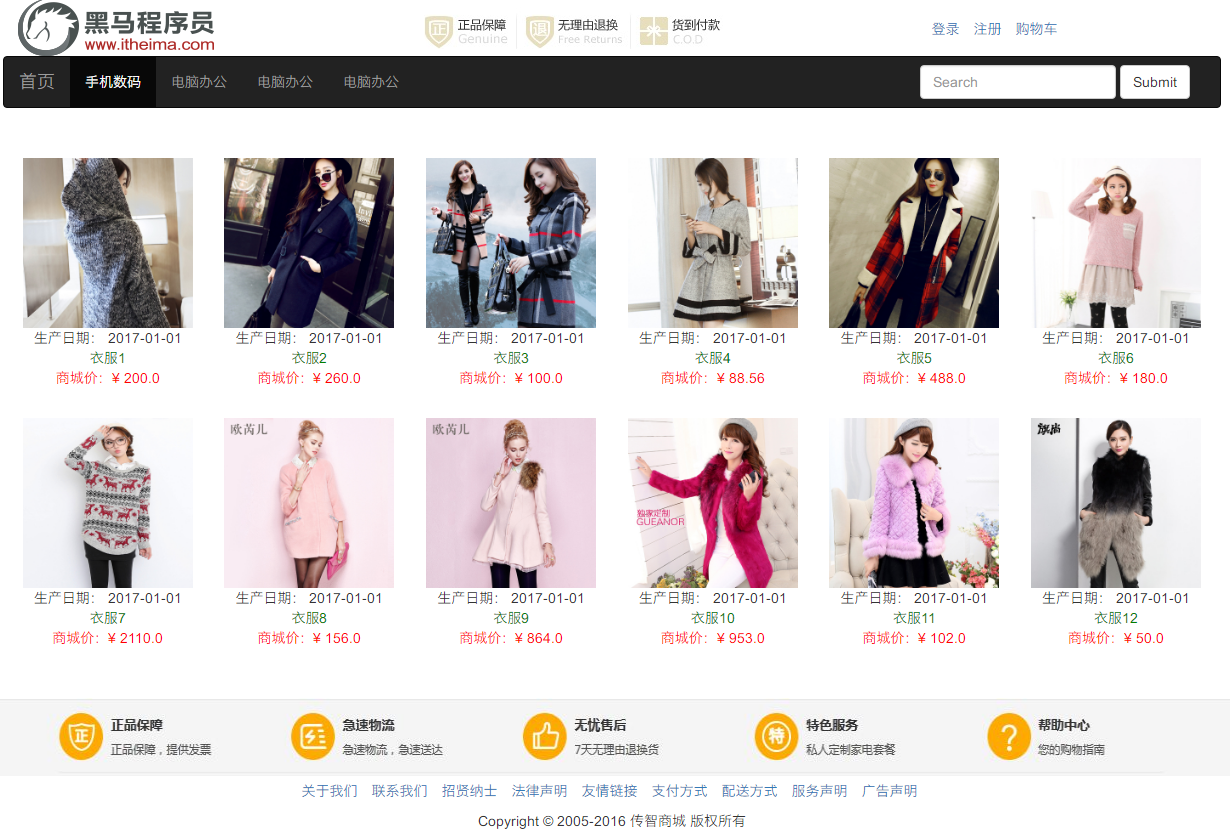 黑马程序员
www.itheima.com
正品保障
Genuine
无理由退换
Free Returns
货到付款
C.O.D
登录 注册 购物车
首页 手机数码 电脑办公 电脑办公 电脑办公 Search Submit
生产日期： 2017-01-01
衣服1
商城价：¥ 200.0
生产日期： 2017-01-01
衣服2
商城价：¥ 260.0
生产日期： 2017-01-01
衣服3
商城价：¥ 100.0
生产日期： 2017-01-01
衣服4
商城价：¥ 88.56
生产日期： 2017-01-01
衣服5
商城价：¥ 488.0
生产日期： 2017-01-01
衣服6
商城价：¥ 180.0
生产日期： 2017-01-01
衣服7
商城价：¥ 2110.0
欧芮儿
生产日期： 2017-01-01
衣服8
商城价：¥ 156.0
欧芮儿
生产日期： 2017-01-01
衣服9
商城价：¥ 864.0
独家定制
GUEANOR
生产日期： 2017-01-01
衣服10
商城价：¥ 953.0
生产日期： 2017-01-01
衣服11
商城价：¥ 102.0
旗尚
生产日期： 2017-01-01
衣服12
商城价：¥ 50.0
正
正品保障
正品保障，提供发票
急速物流
急速物流，急速送达
无忧售后
7天无理由退换货
特
特色服务
私人定制家电套餐
?
帮助中心
您的购物指南
关于我们 联系我们 招贤纳士 法律声明 友情链接 支付方式 配送方式 服务声明 广告声明
Copyright © 2005-2016 传智商城 版权所有